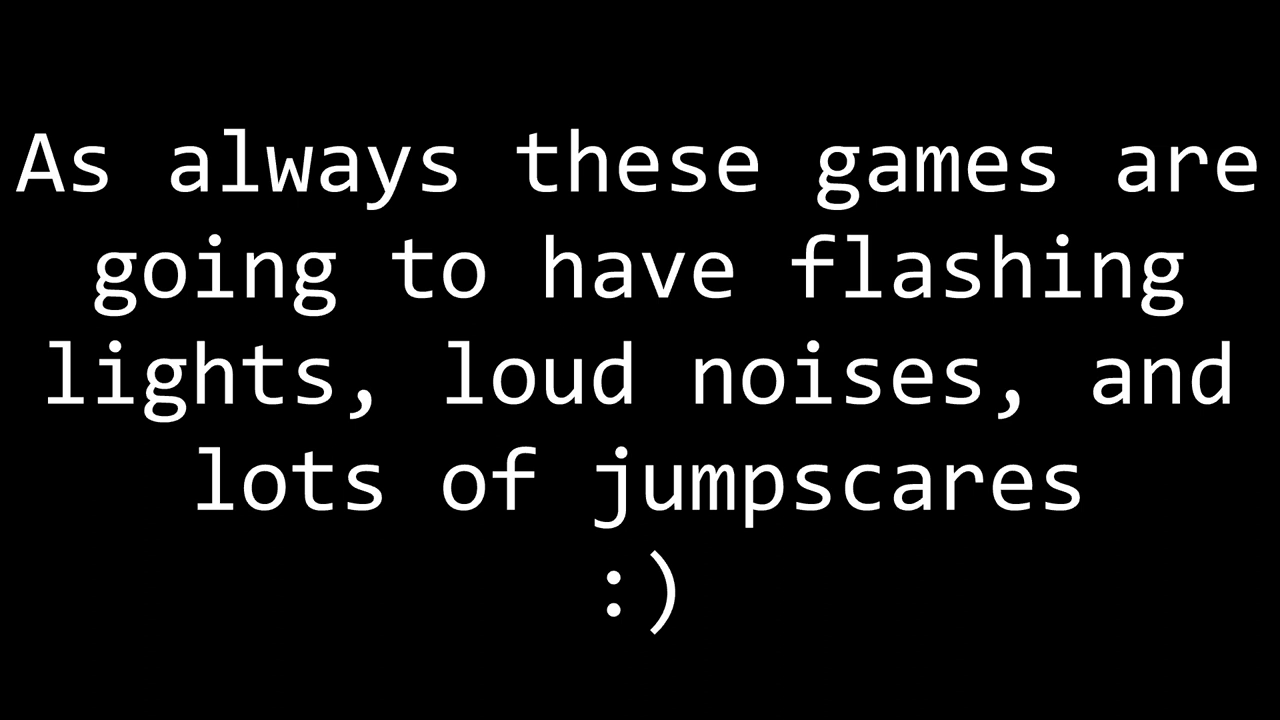 As always these games are
going to have flashing
lights, loud noises, and
lots of jumpscares
:)